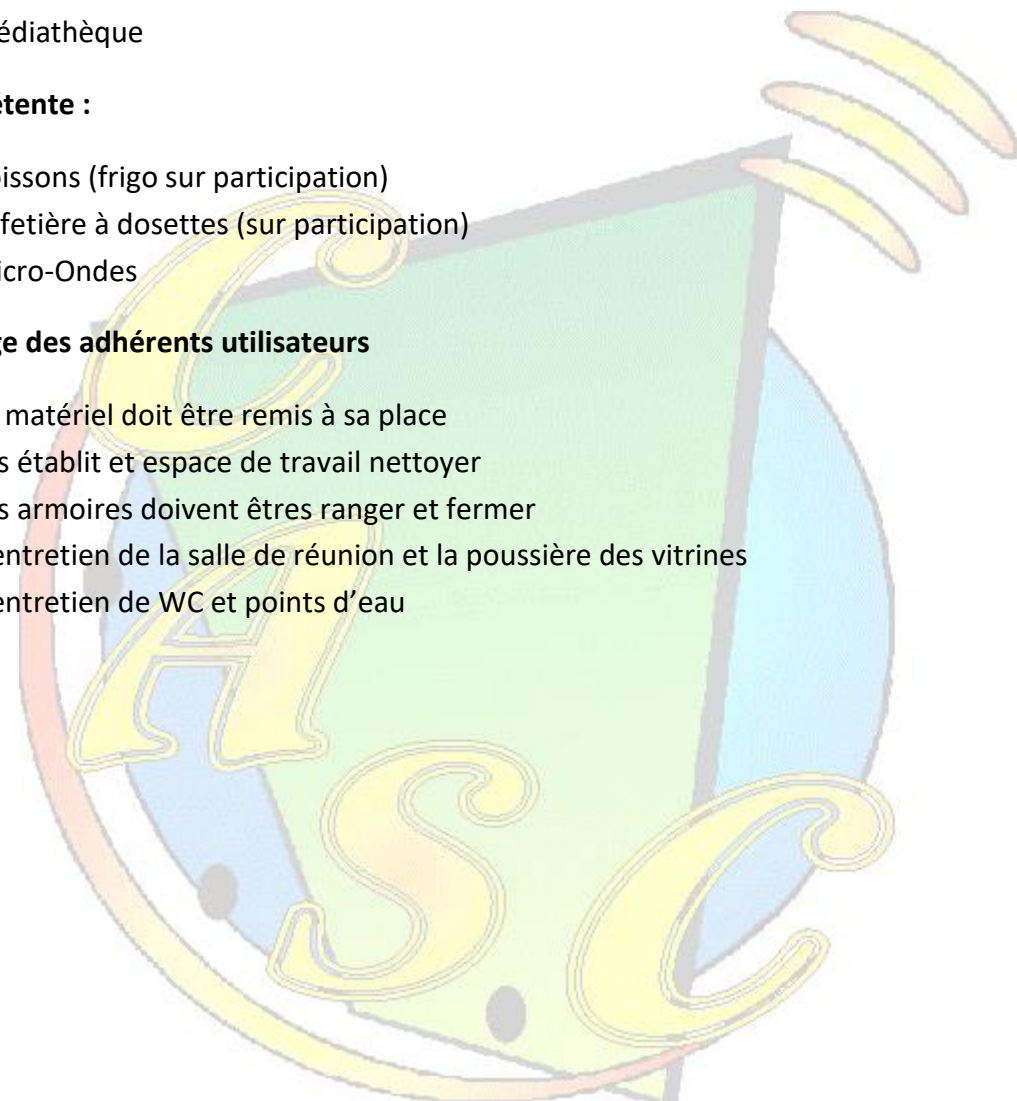 édiathèque
étente :
issons (frigo sur participation)
fetière à dosettes (sur participation)
icro-Ondes
ge des adhérents utilisateurs
matériel doit être remis à sa place
s établit et espace de travail nettoyer
s armoires doivent êtres ranger et fermer
entretien de la salle de réunion et la poussière des vitrines
entretien de WC et points d’eau
C
A
S
C